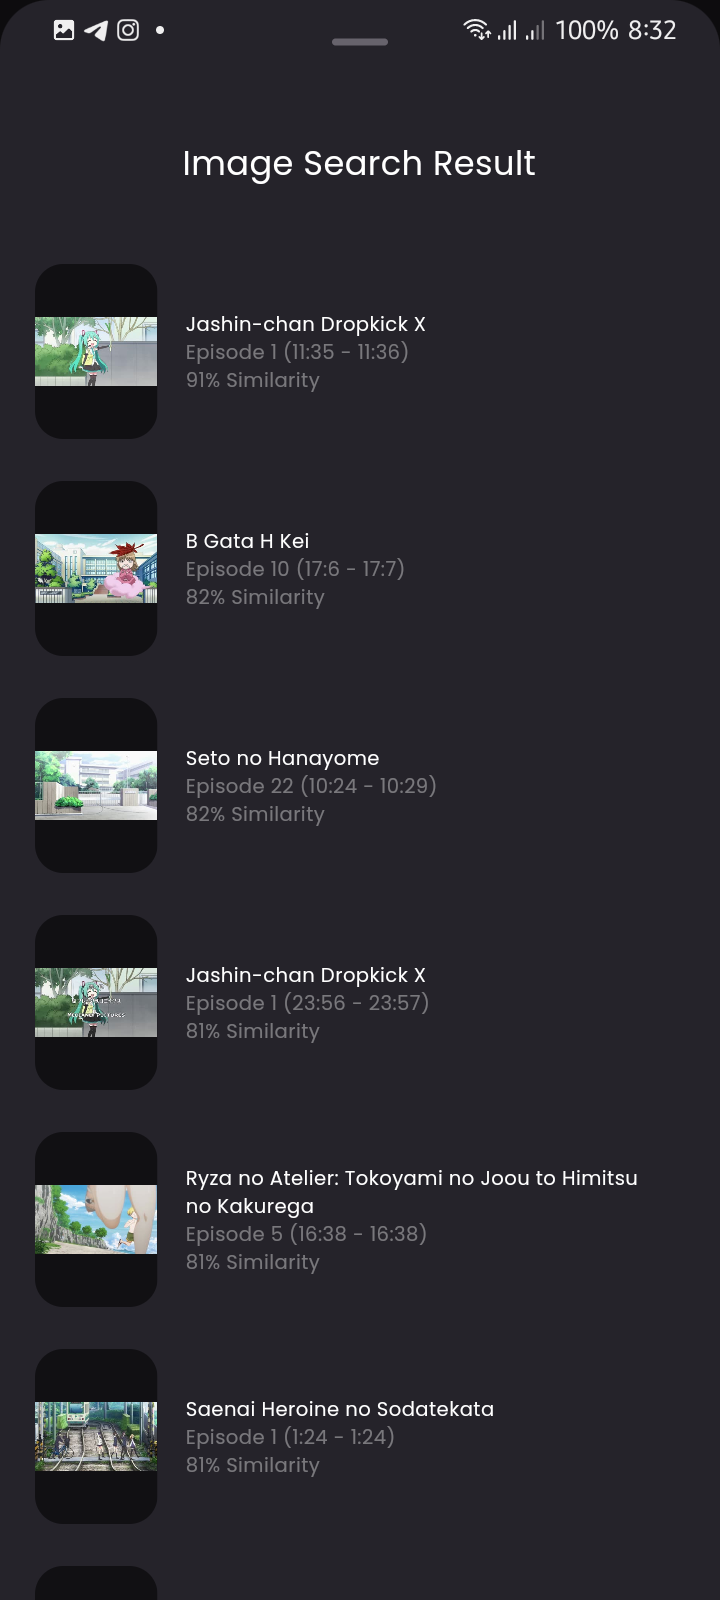 100% 8:32
Image Search Result
Jashin-chan Dropkick X
Episode 1 (11:35 - 11:36)
91% Similarity
B Gata H Kei
Episode 10 (17:6 - 17:7)
82% Similarity
Seto no Hanayome
Episode 22 (10:24 - 10:29)
82% Similarity
Jashin-chan Dropkick X
Episode 1 (23:56 - 23:57)
81% Similarity
Ryza no Atelier: Tokoyami no Joou to Himitsu
no Kakurega
Episode 5 (16:38 - 16:38)
81% Similarity
Saenai Heroine no Sodatekata
Episode 1 (1:24 - 1:24)
81% Similarity